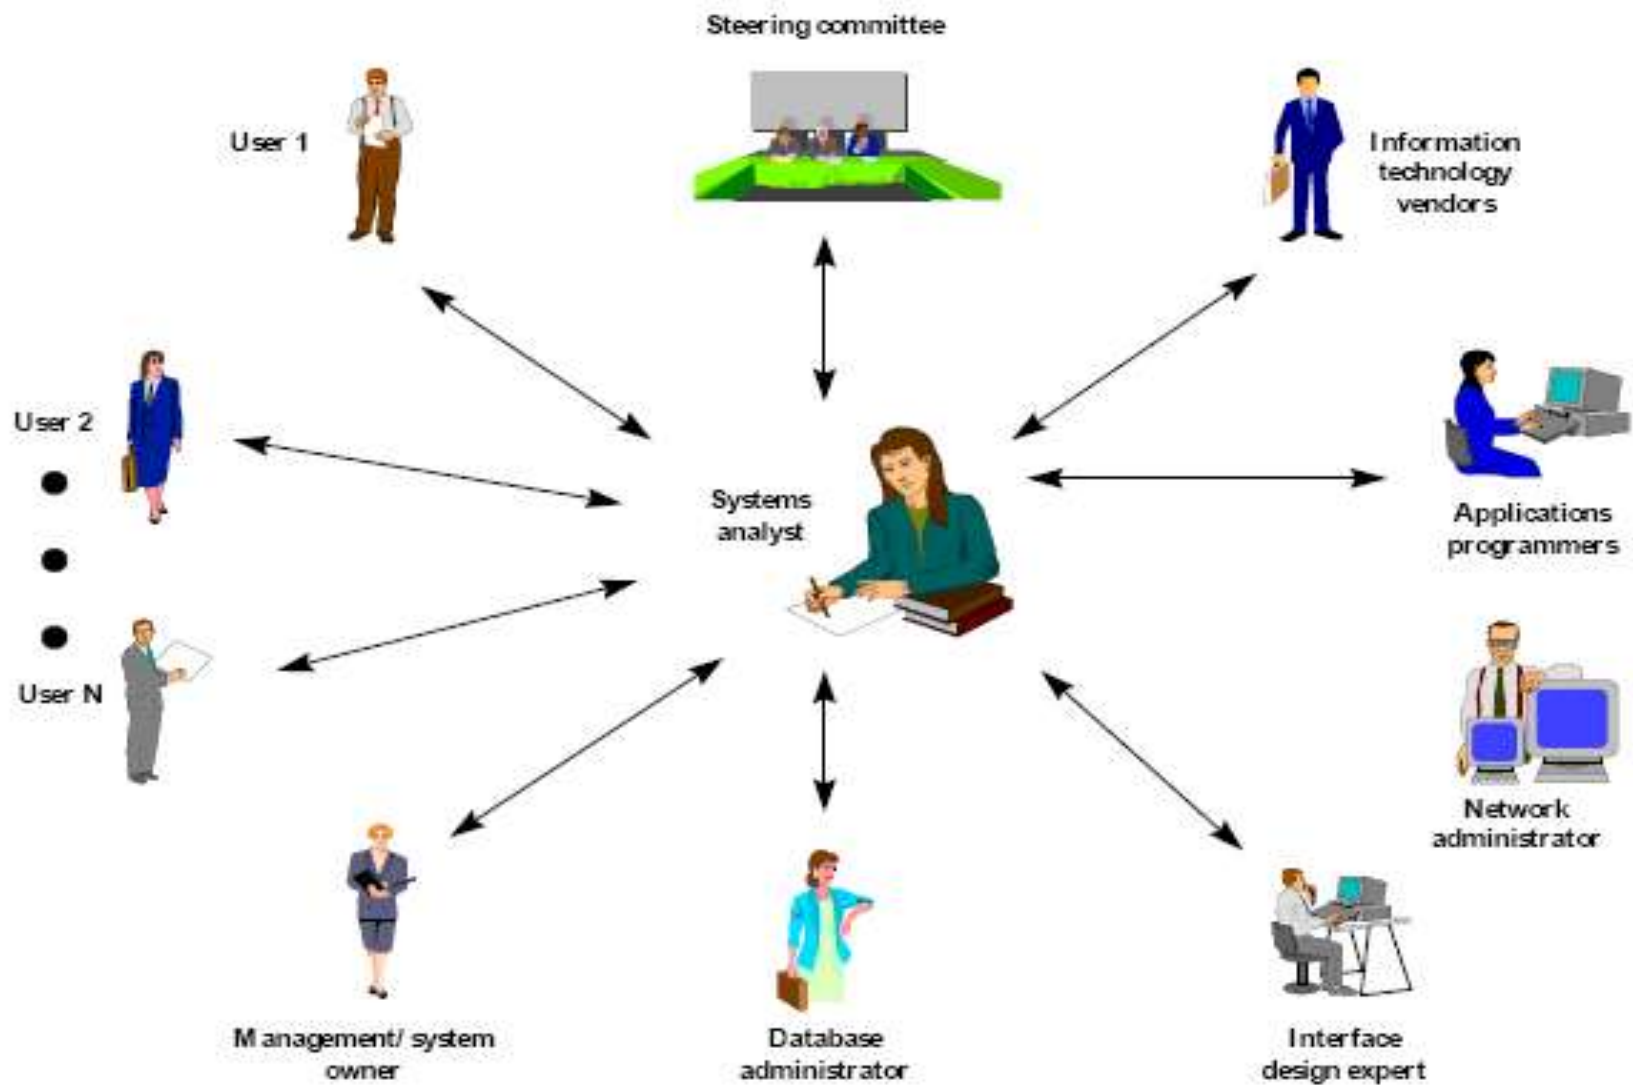 Steering committee
User 1
Information
technology
vendors
User 2
Systems
analyst
Applications
programmers
User N
Network
administrator
Management/ system
owner
Database
administrator
Interface
design expert